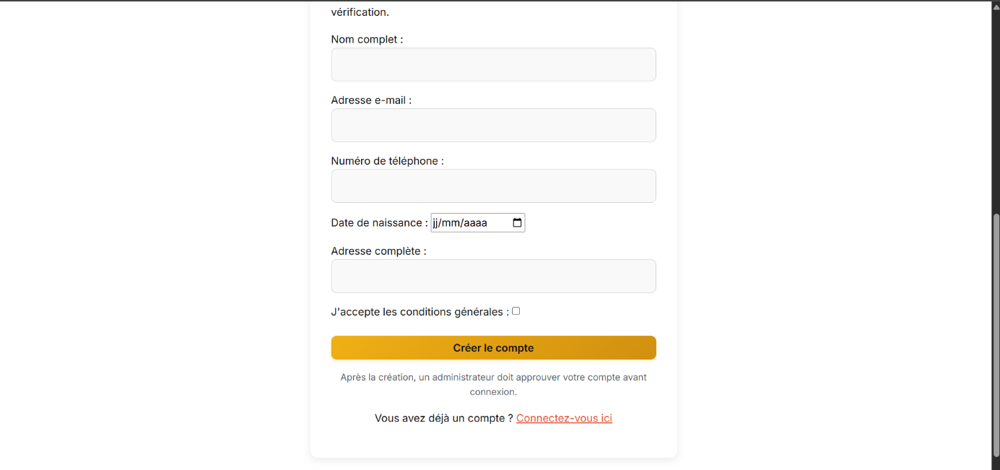 vérification.
Nom complet :
Adresse e-mail :
Numéro de téléphone :
Date de naissance : jj/mm/aaaa
Adresse complète :
J'accepte les conditions générales :
Créer le compte
Après la création, un administrateur doit approuver votre compte avant
connexion.
Vous avez déjà un compte ? Connectez-vous ici